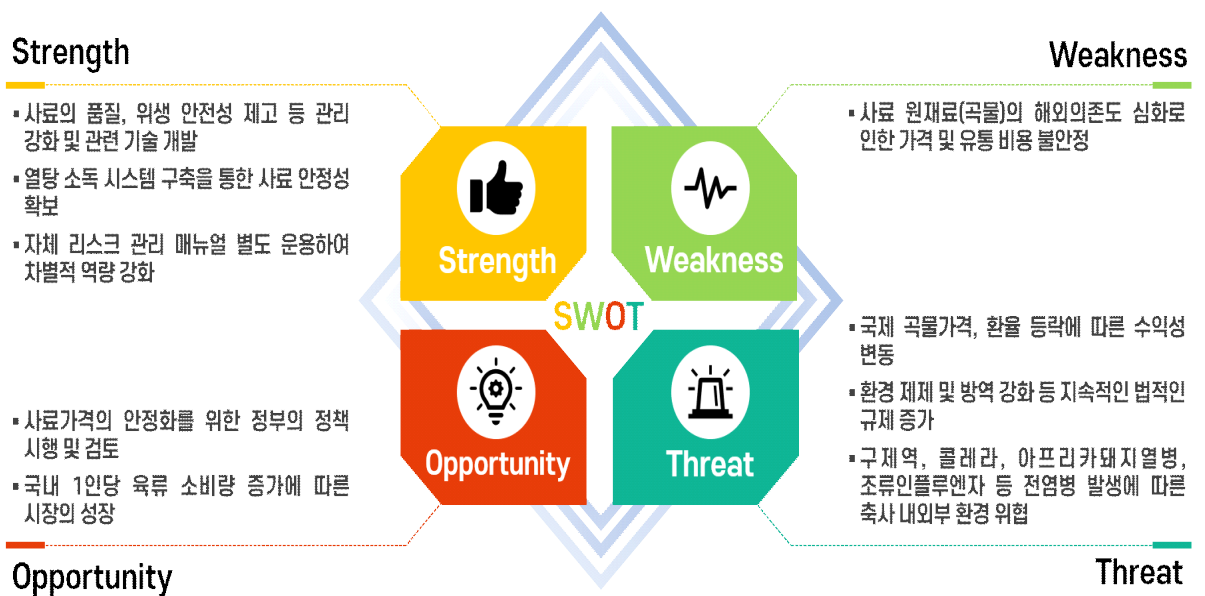 Strength
▪ 사료의 품질, 위생 안전성 제고 등 관리
강화 및 관련 기술 개발
▪ 열당 소독 시스템 구축을 통한 사료 안정성
확보
▪ 자체 리스크 관리 매뉴얼 별도 운용하여
차별적 역량 강화
Weakness
▪ 사료 원재료(곡물)의 해외의존도 심화로
인한 가격 및 유통 비용 불안정
Strength
Weakness
SWOT
Opportunity
Threat
▪ 사료가격의 안정화를 위한 정부의 정책
시행 및 검토
▪ 국내 1인당 육류 소비량 증가에 따른
시장의 성장
Opportunity
▪ 국제 곡물가격, 환율 등락에 따른 수익성
변동
▪ 환경 제제 및 방역 강화 등 지속적인 법적인
규제 증가
▪ 구제역, 콜레라, 아프리카돼지열병,
조류인플루엔자 등 전염병 발생에 따른
축사 내외부 환경 위협
Threat